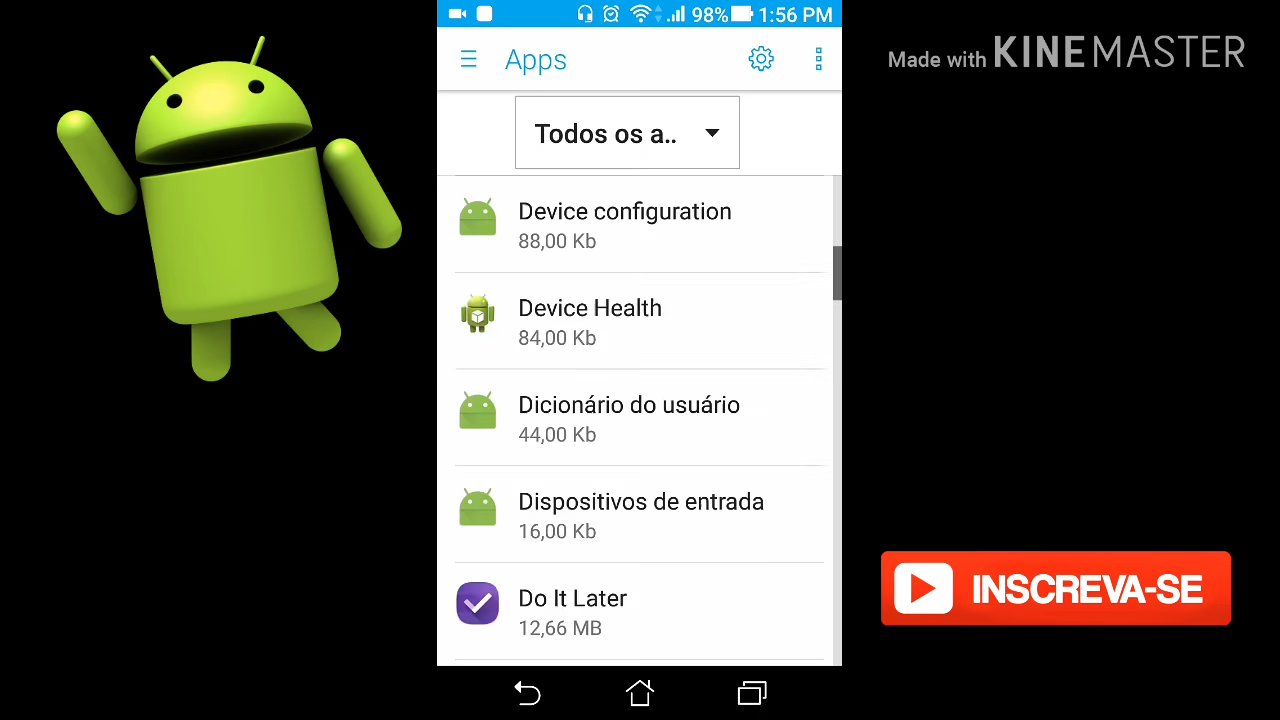 98% 1:56 PM
Apps
Made with KINEMASTER
Todos os a..
Device configuration
88,00 Kb
Device Health
84,00 Kb
Dicionário do usuário
44,00 Kb
Dispositivos de entrada
16,00 Kb
Do It Later
12,66 MB
INSCREVA-SE